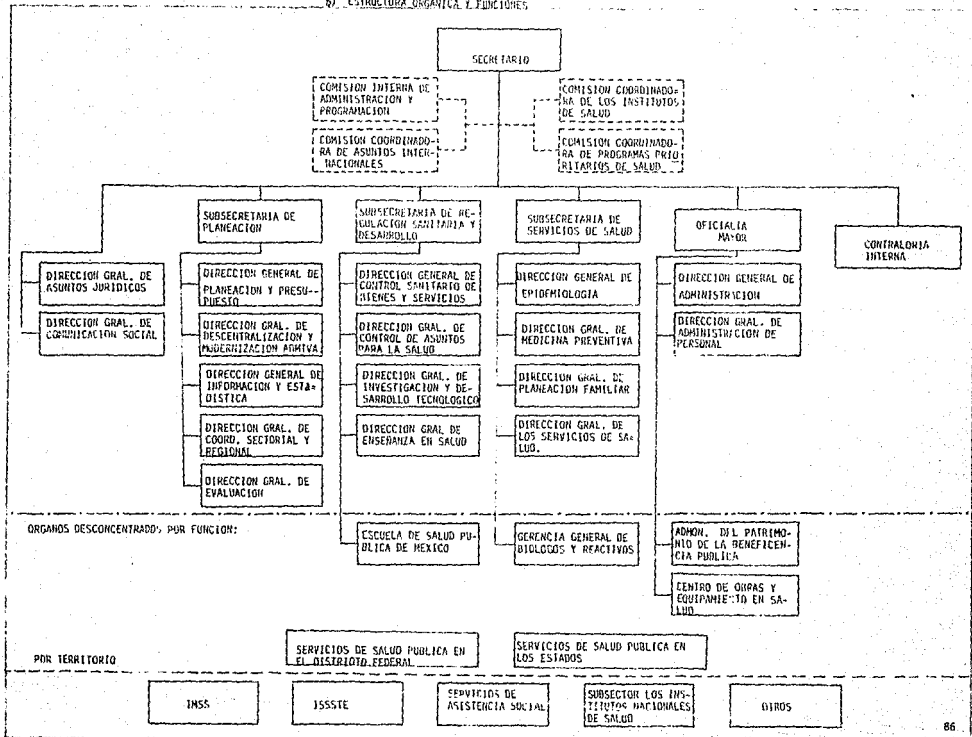 b) ESTRUCTURA ORGANICA Y FUNCIONES
SECRETARIO
COMISION INTERNA DE
ADMINISTRACION Y
PROGRAMACION
COMISION COORDINADO-
RA DE LOS INSTITUTOS
DE SALUD
COMISION COORDINADO-
RA DE ASUNTOS INTER-
NACIONALES
COMISION COORDINADO-
RA DE PROGRAMAS PRIO
RITARIOS DE SALUD
SUBSECRETARIA DE
PLANEACION
SUBSECRETARIA DE RE-
GULACION SANITARIA Y
DESARROLLO
SUBSECRETARIA DE
SERVICIOS DE SALUD
OFICIALIA
MAYOR
CONTRALORIA
INTERNA
DIRECCION GRAL. DE
ASUNTOS JURIDICOS
DIRECCION GRAL. DE
COMUNICACION SOCIAL
DIRECCION GENERAL DE
PLANEACION Y PRESU--
PUESTO
DIRECCION GRAL. DE
DESCENTRALIZACION Y
MODERNIZACION ADMIVA.
DIRECCION GENERAL DE
INFORMACION Y ESTA-
DISTICA
DIRECCION GRAL. DE
COORD. SECTORIAL Y
REGIONAL
DIRECCION GRAL. DE
EVALUACION
DIRECCION GENERAL DE
CONTROL SANITARIO DE
BIENES Y SERVICIOS
DIRECCION GRAL. DE
CONTROL DE ASUNTOS
PARA LA SALUD
DIRECCION GRAL. DE
INVESTIGACION Y DE-
SARROLLO TECNOLOGICO
DIRECCION GRAL DE
ENSEÑANZA EN SALUD
DIRECCION GENERAL DE
EPIDEMIOLOGIA
DIRECCION GRAL. DE
MEDICINA PREVENTIVA
DIRECCION GRAL. DE
PLANEACION FAMILIAR
DIRECCION GRAL. DE
LOS SERVICIOS DE SA-
LUD.
DIRECCION GENERAL DE
ADMINISTRACION
DIRECCION GRAL. DE
ADMINISTRACION DE
PERSONAL
ORGANOS DESCONCENTRADOS POR FUNCION:
ESCUELA DE SALUD PU-
BLICA DE MEXICO
GERENCIA GENERAL DE
BIOLOGOS Y REACTIVOS
ADMON. DEL PATRIMO-
NIO DE LA BENEFICEN-
CIA PUBLICA
CENTRO DE OBRAS Y
EQUIPAMIENTO EN SA-
LUD
POR TERRITORIO
SERVICIOS DE SALUD PUBLICA EN
EL DISTRIOTO FEDERAL
SERVICIOS DE SALUD PUBLICA EN
LOS ESTADOS
IMSS
ISSSTE
SERVICIOS DE
ASISTENCIA SOCIAL
SUBSECTOR LOS INS-
TITUTOS NACIONALES
DE SALUD
OTROS
86